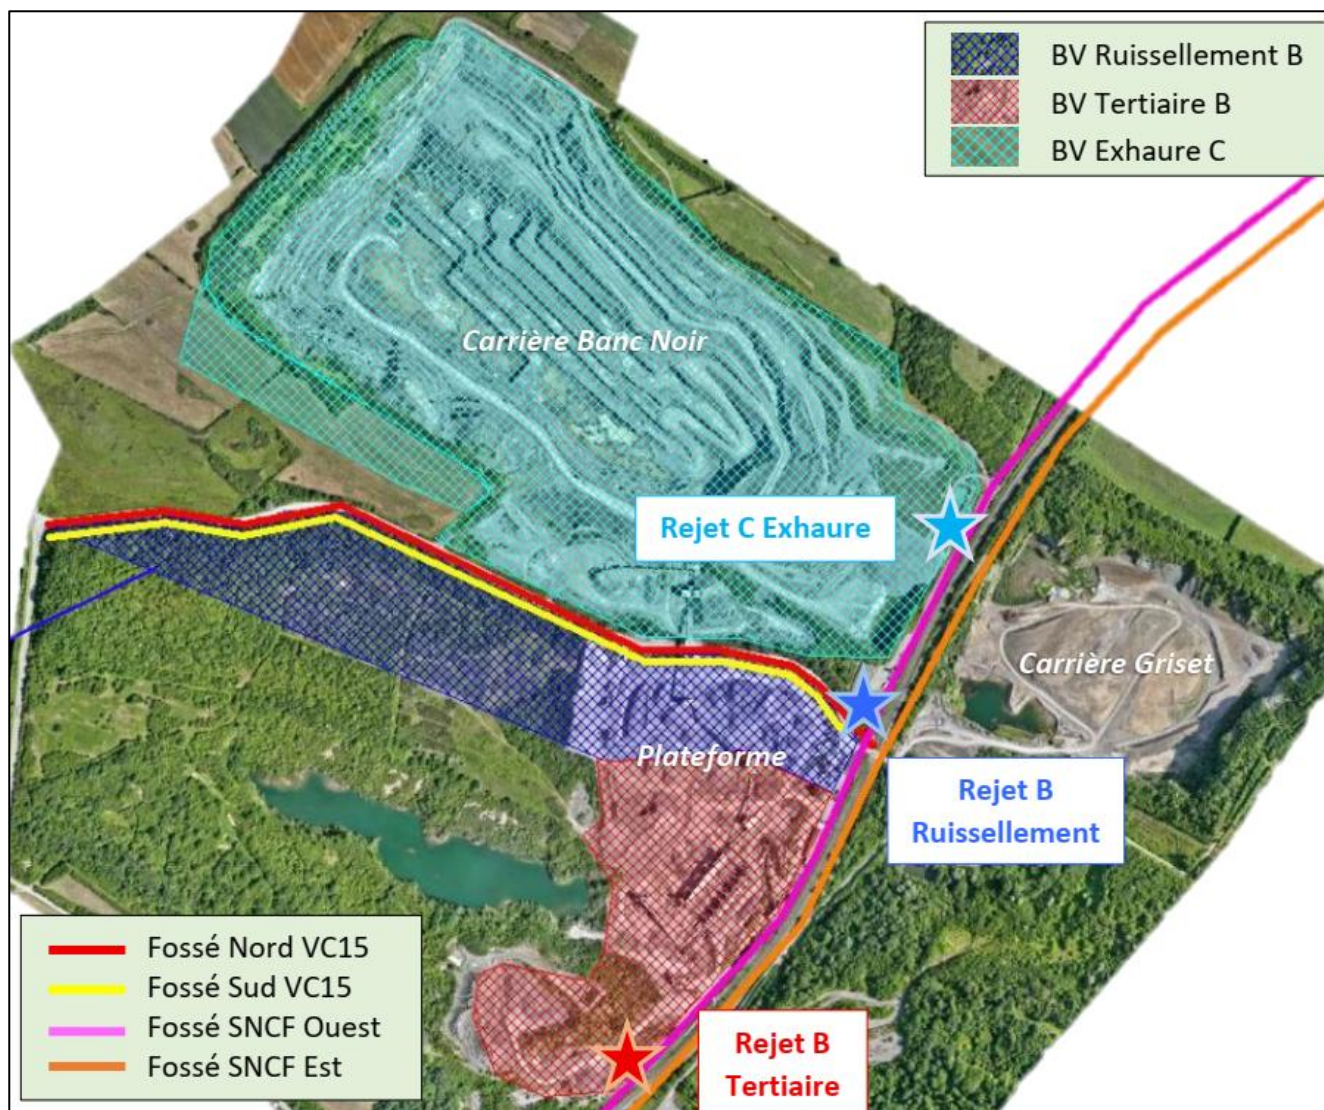 BV Ruissellement B
BV Tertiaire B
BV Exhaure C
Carrière Banc Noir
Rejet C Exhaure
Carrière Griset
Plateforme
Rejet B
Ruissellement
Fossé Nord VC15
Fossé Sud VC15
Fossé SNCF Ouest
Fossé SNCF Est
Rejet B
Tertiaire